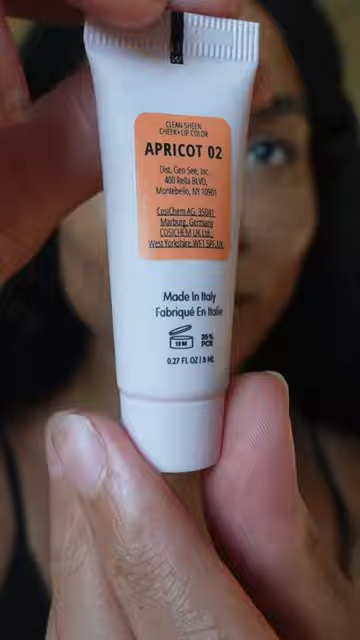 CLEAN SHEEN
CHEEK+LIP COLOR
APRICOT 02
Dist. Gen See, Inc.
400 Rella BLVD,
Montebello, NY 10901
CosiChem AG, 35041
Marburg, Germany
COSICHEM UK Ltd.,
West Yorkshire, WF1 5PS, UK
Made In Italy
Fabriqué En Italie
12 M
35%
PCR
0.27 FL OZ | 8 ML